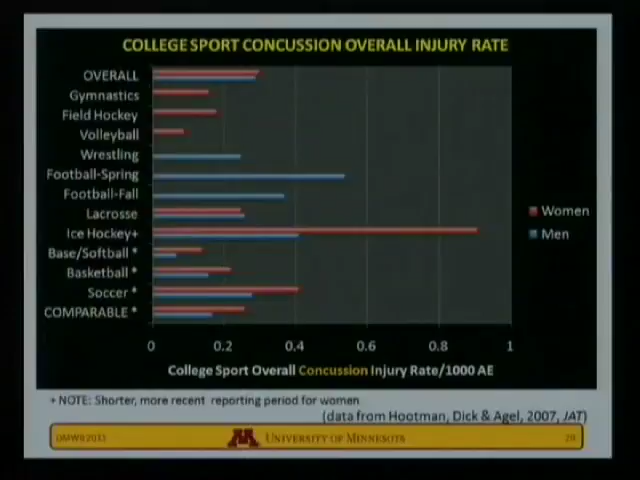 COLLEGE SPORT CONCUSSION OVERALL INJURY RATE
OVERALL
Gymnastics
Field Hockey
Volleyball
Wrestling
Football-Spring
Football-Fall
Lacrosse
Ice Hockey+
Base/Softball *
Basketball *
Soccer *
COMPARABLE *
Women
Men
0 0.2 0.4 0.6 0.8 1
College Sport Overall Concussion Injury Rate/1000 AE
+ NOTE: Shorter, more recent reporting period for women
(data from Hootman, Dick & Agel, 2007, JAT)
M UNIVERSITY OF MINNESOTA